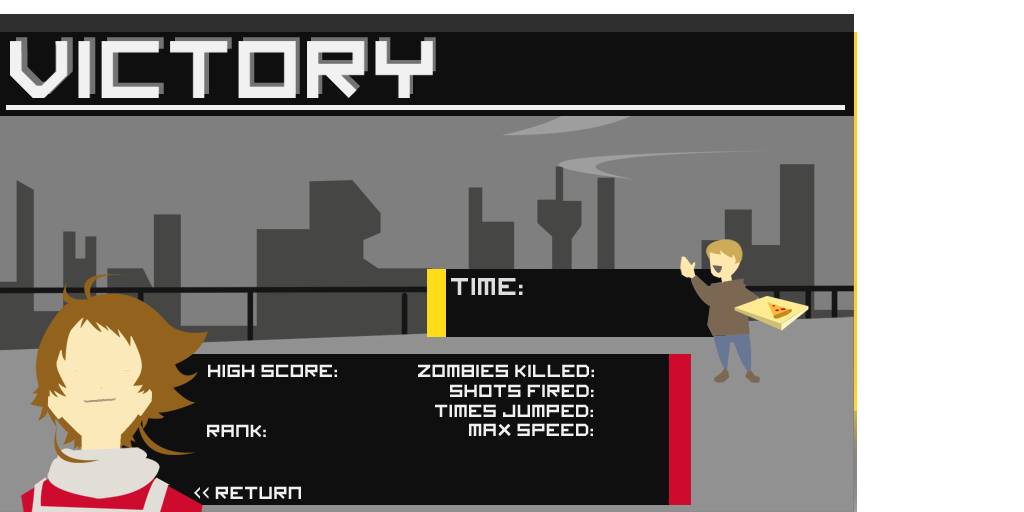 VICTORY
TIME:
HIGH SCORE:
ZOMBIES KILLED:
SHOTS FIRED:
TIMES JUMPED:
RANK:
MAX SPEED:
<< RETURN